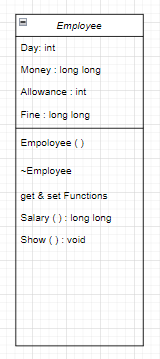 Employee
Day: int
Money : long long
Allowance : int
Fine : long long
Empoloyee ( )
~Employee
get & set Functions
Salary ( ) : long long
Show ( ) : void